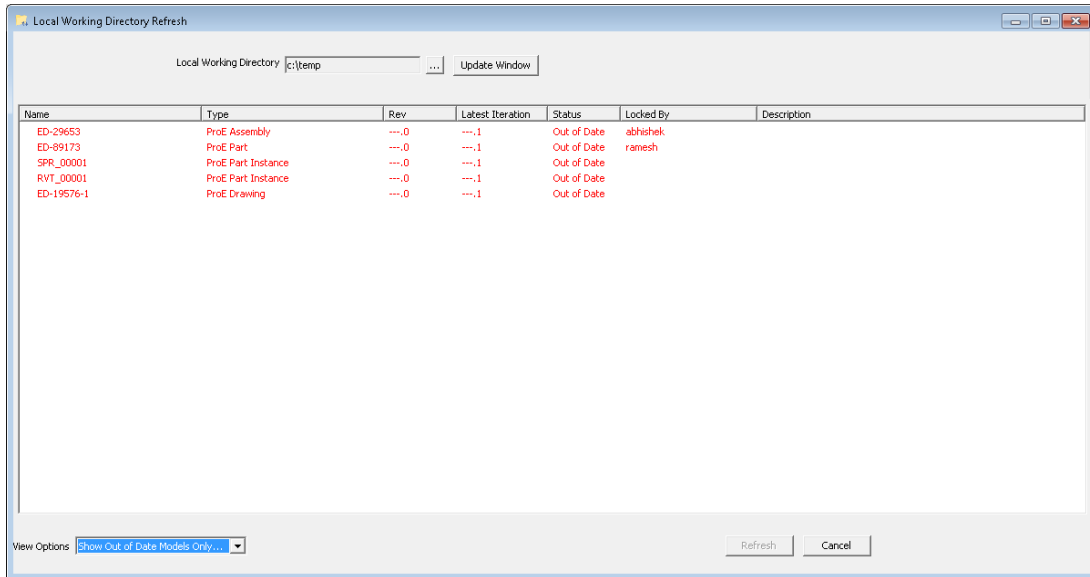 Local Working Directory Refresh
Local Working Directory c:\temp ... Update Window
Name Type Rev Latest Iteration Status Locked By Description
ED-29653 ProE Assembly ---.0 ---.1 Out of Date abhishek
ED-89173 ProE Part ---.0 ---.1 Out of Date ramesh
SPR_00001 ProE Part Instance ---.0 ---.1 Out of Date
RVT_00001 ProE Part Instance ---.0 ---.1 Out of Date
ED-19576-1 ProE Drawing ---.0 ---.1 Out of Date
View Options Show Out of Date Models Only... Refresh Cancel